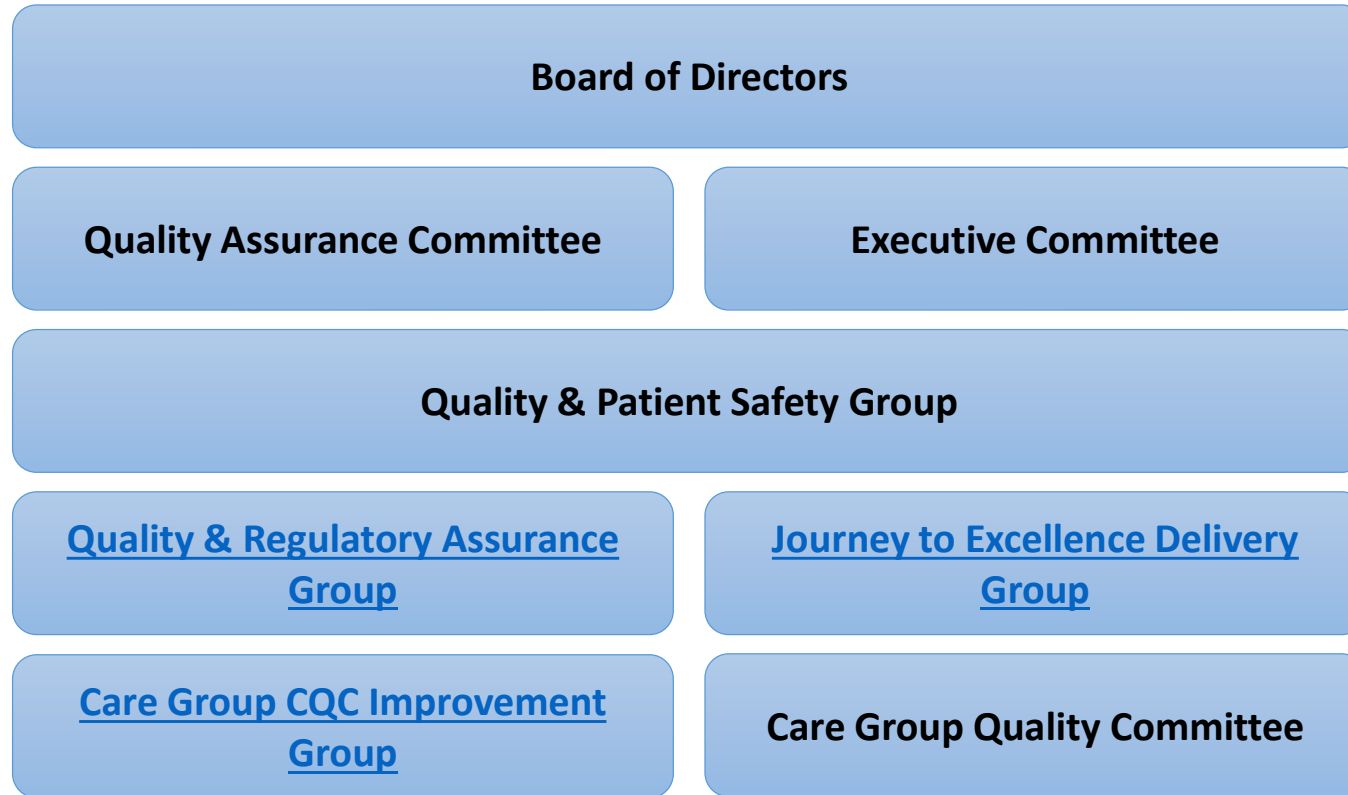 Board of Directors
Quality Assurance Committee
Executive Committee
Quality & Patient Safety Group
Quality & Regulatory Assurance
Group
Journey to Excellence Delivery
Group
Care Group CQC Improvement
Group
Care Group Quality Committee